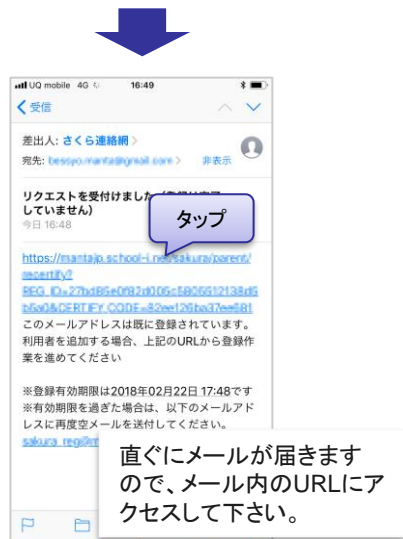 UQ mobile 4G 16:49
受信
差出人: さくら連絡網
宛先: 非表示
リクエストを受付けました
していません)
今日 16:48
タップ
このメールアドレスは既に登録されています。
利用者を追加する場合、上記のURLから登録作
業を進めてください
※登録有効期限は2018年02月22日 17:48です
※有効期限を過ぎた場合は、以下のメールアド
レスに再度空メールを送付してください。
直ぐにメールが届きます
ので、メール内のURLにア
クセスして下さい。